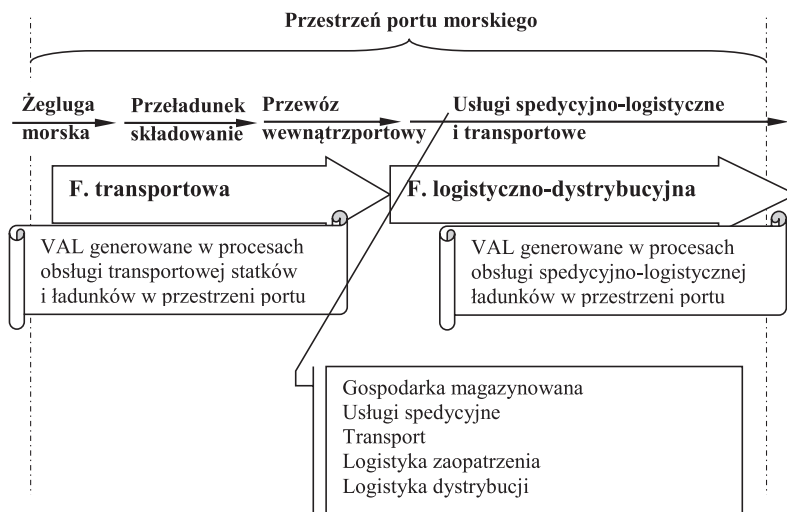 Przestrzeń portu morskiego
Żegluga
morska
Przeładunek
składowanie
Przewóz
wewnątrzportowy
Usługi spedycyjno-logistyczne
i transportowe
F. transportowa
F. logistyczno-dystrybucyjna
VAL generowane w procesach
obsługi transportowej statków
i ładunków w przestrzeni portu
VAL generowane w procesach
obsługi spedycyjno-logistycznej
ładunków w przestrzeni portu
Gospodarka magazynowana
Usługi spedycyjne
Transport
Logistyka zaopatrzenia
Logistyka dystrybucji